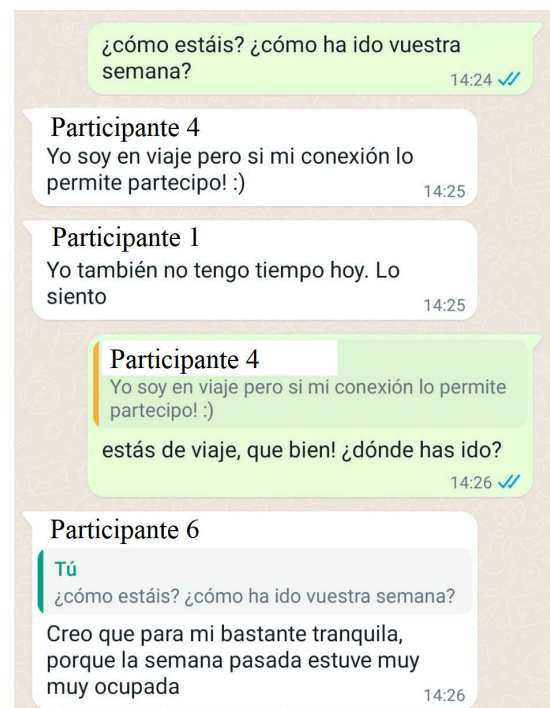 ¿cómo estáis? ¿cómo ha ido vuestra
semana?
14:24
Participante 4
Yo soy en viaje pero si mi conexión lo
permite partecipo! :)
14:25
Participante 1
Yo también no tengo tiempo hoy. Lo
siento
14:25
Participante 4
Yo soy en viaje pero si mi conexión lo permite
partecipo! :)
estás de viaje, que bien! ¿dónde has ido?
14:26
Participante 6
Tú
¿cómo estáis? ¿cómo ha ido vuestra semana?
Creo que para mi bastante tranquila,
porque la semana pasada estuve muy
muy ocupada
14:26